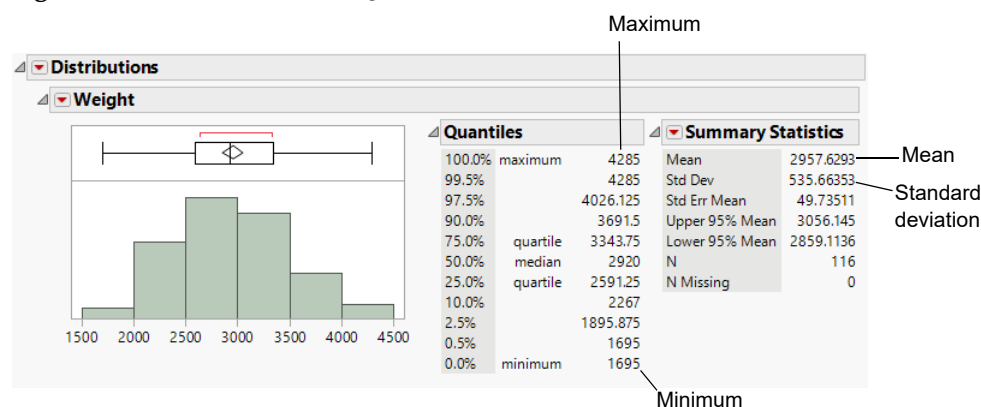 Maximum
Distributions
Weight
1500 2000 2500 3000 3500 4000 4500
Quantiles
100.0% maximum 4285
99.5% 4285
97.5% 4026.125
90.0% 3691.5
75.0% quartile 3343.75
50.0% median 2920
25.0% quartile 2591.25
10.0% 2267
2.5% 1895.875
0.5% 1695
0.0% minimum 1695
Minimum
Summary Statistics
Mean 2957.6293
Std Dev 535.66353
Std Err Mean 49.73511
Upper 95% Mean 3056.145
Lower 95% Mean 2859.1136
N 116
N Missing 0
Mean
Standard
deviation